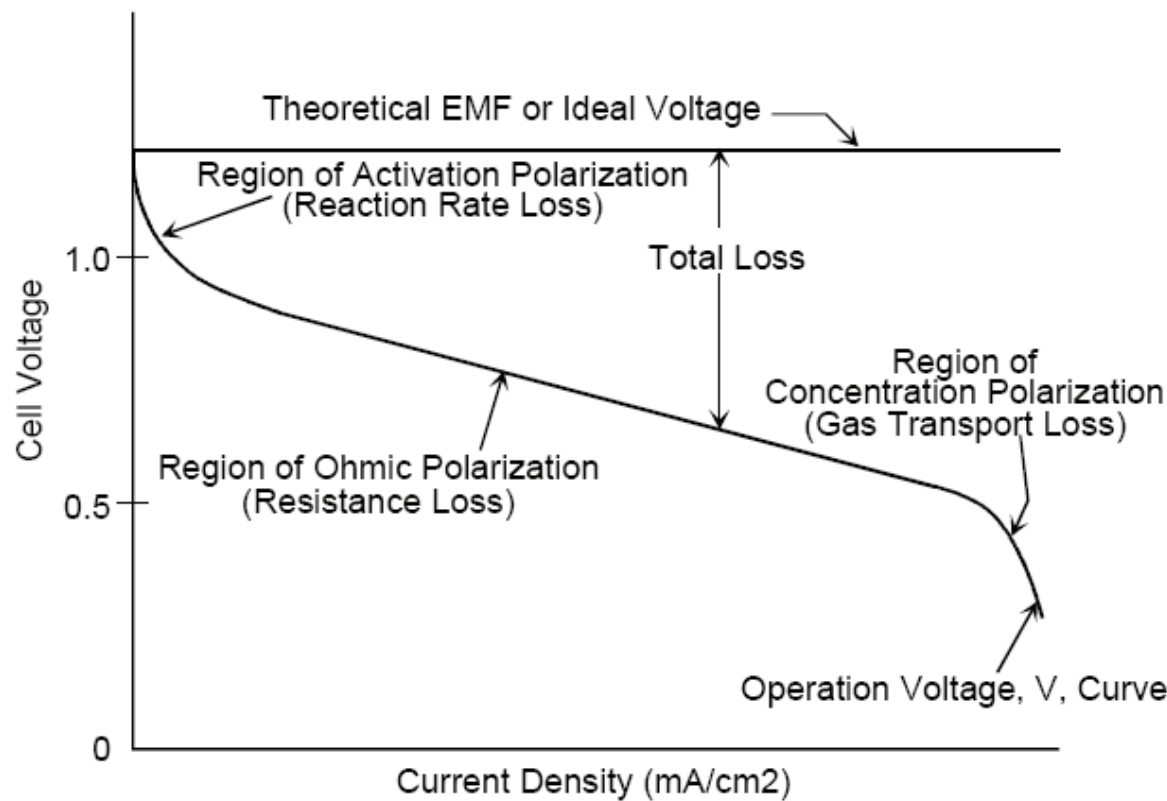 Theoretical EMF or Ideal Voltage
Region of Activation Polarization
(Reaction Rate Loss)
1.0
Total Loss
Cell Voltage
Region of
Concentration Polarization
(Gas Transport Loss)
Region of Ohmic Polarization
(Resistance Loss)
0.5
Operation Voltage, V, Curve
0
Current Density (mA/cm2)